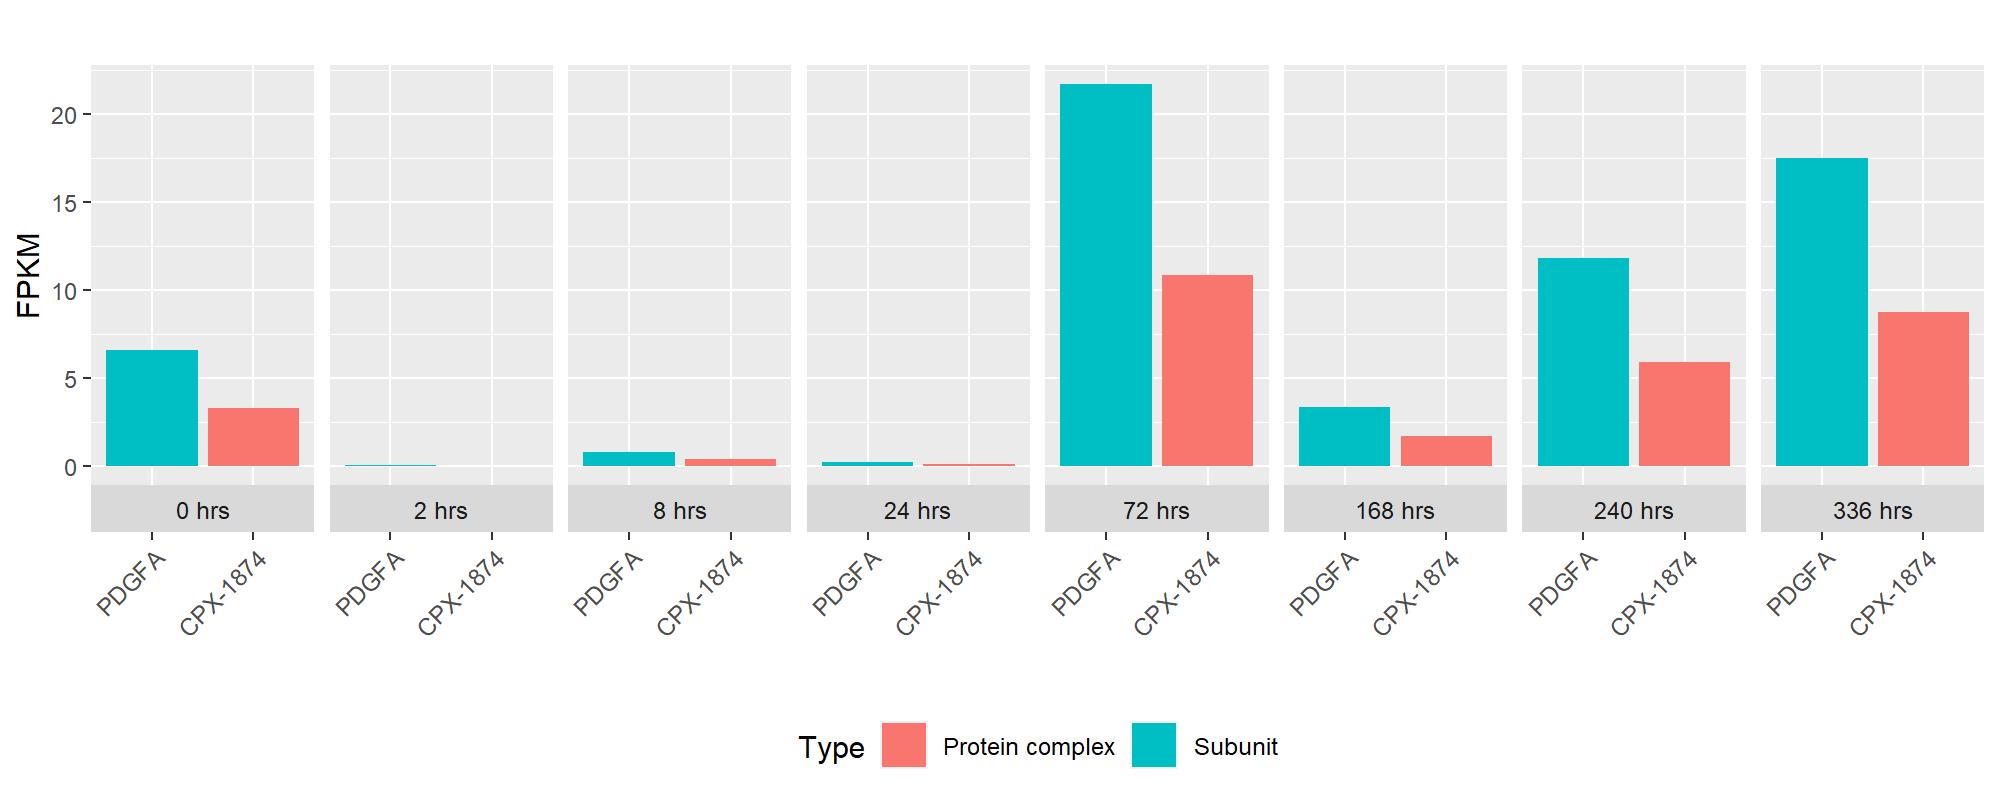 FPKM
20
15
10
5
0
0 hrs
2 hrs
8 hrs
24 hrs
72 hrs
168 hrs
240 hrs
336 hrs
PDGFA
CPX-1874
PDGFA
CPX-1874
PDGFA
CPX-1874
PDGFA
CPX-1874
PDGFA
CPX-1874
PDGFA
CPX-1874
PDGFA
CPX-1874
PDGFA
CPX-1874
Type Protein complex Subunit